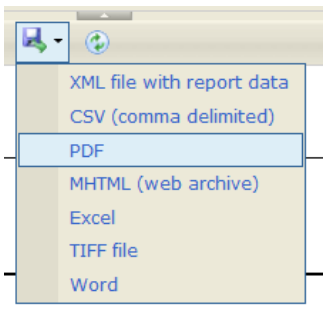 XML file with report data
CSV (comma delimited)
PDF
MHTML (web archive)
Excel
TIFF file
Word